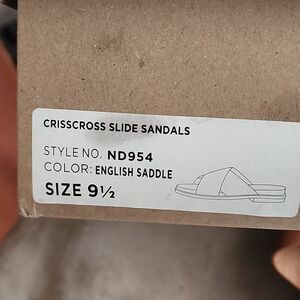 CRISSCROSS SLIDE SANDALS
STYLE NO. ND954
COLOR: ENGLISH SADDLE
SIZE 9½